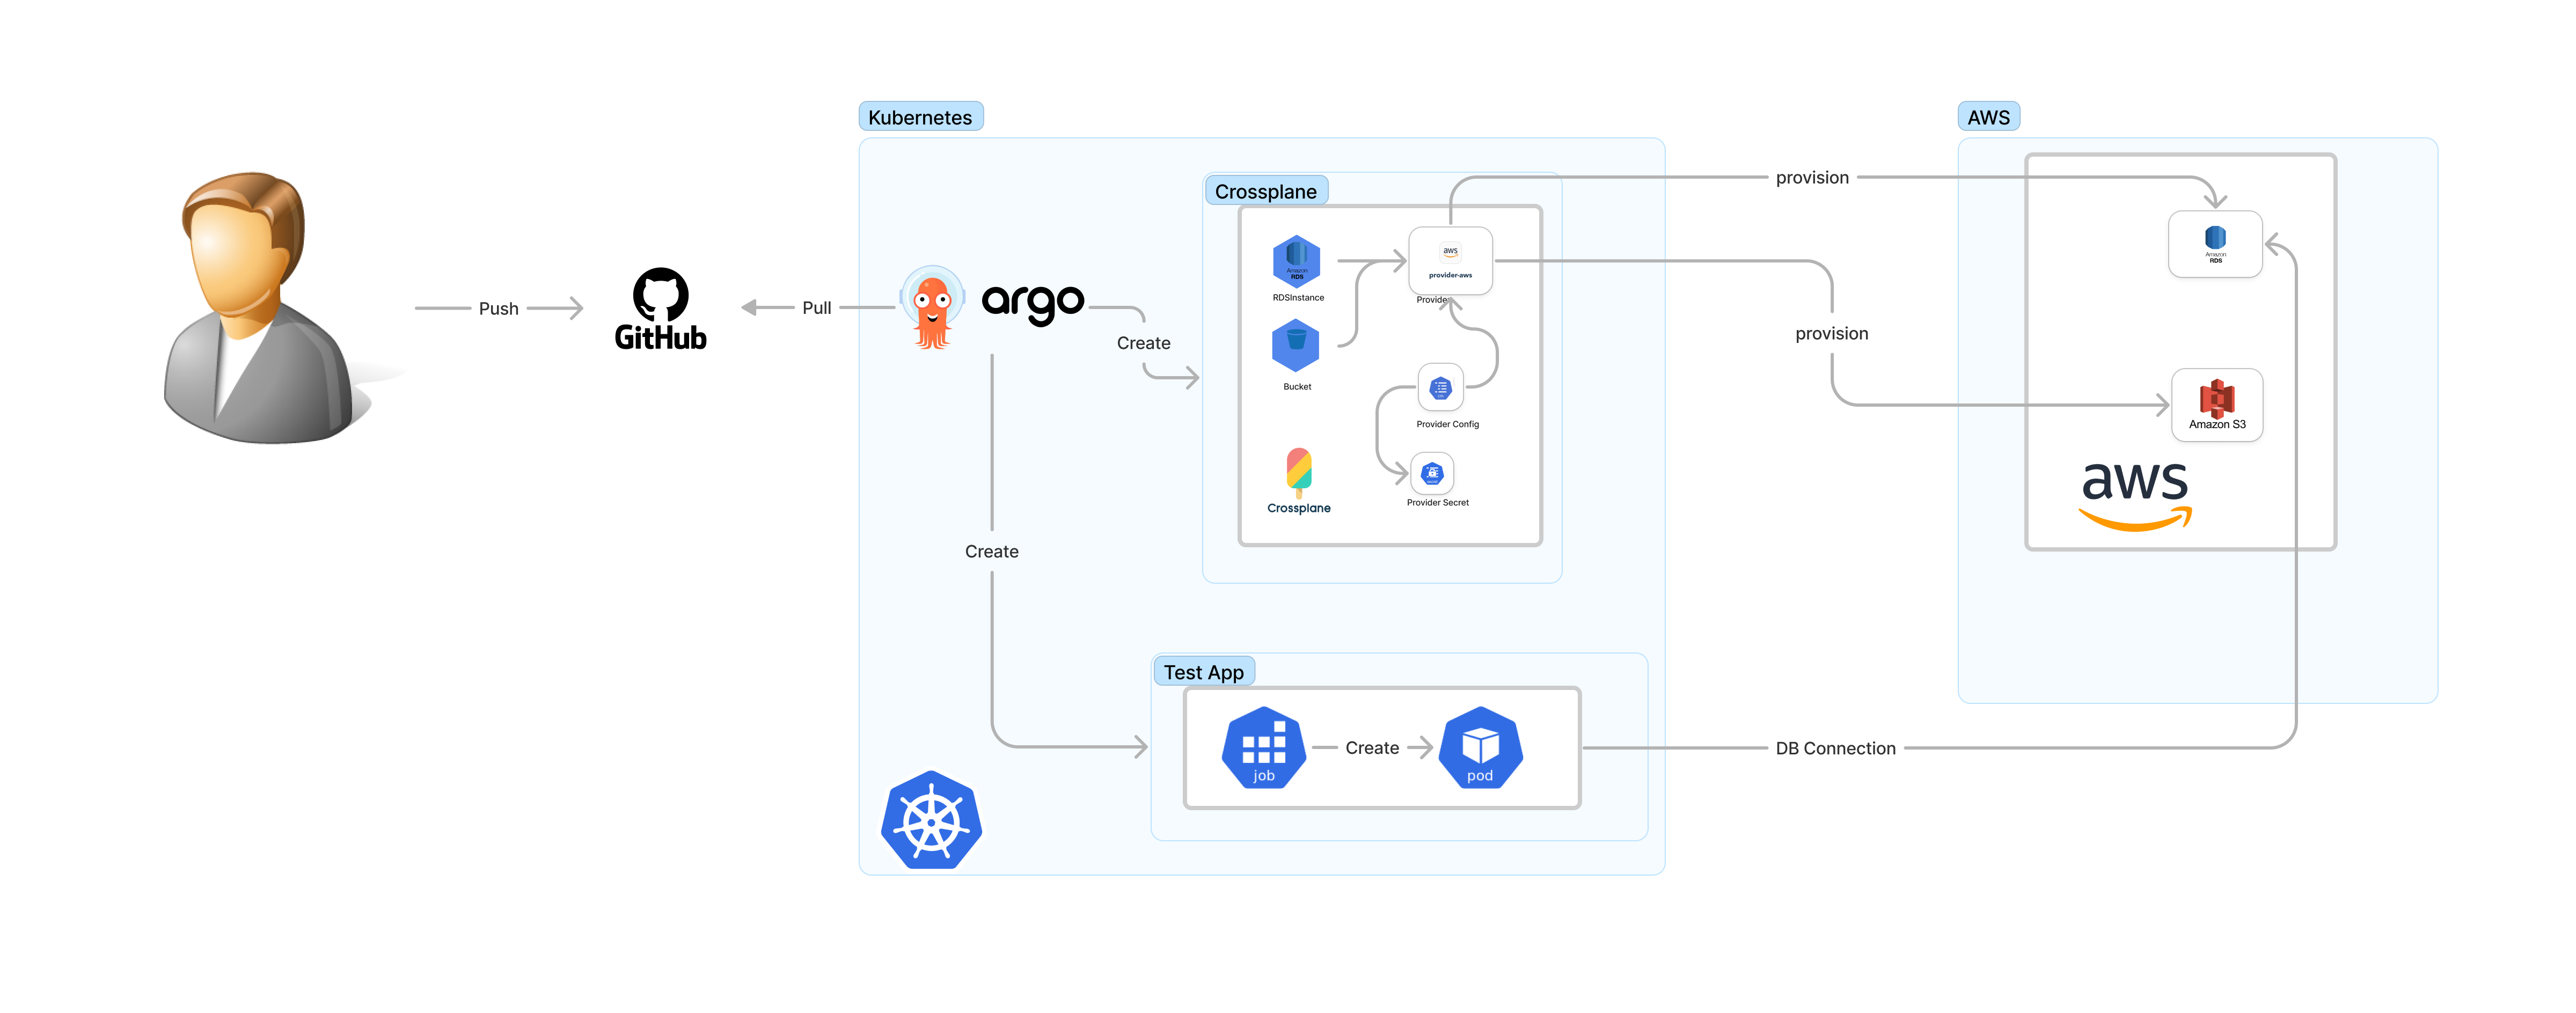 Kubernetes
AWS
Crossplane
provision
Amazon
RDS
RDSInstance
aws
provider-aws
Provider
Amazon
RDS
Push
GitHub
Pull
argo
Create
provision
Bucket
Provider Config
Amazon S3
Crossplane
Provider Secret
aws
Create
Test App
job
Create
pod
DB Connection